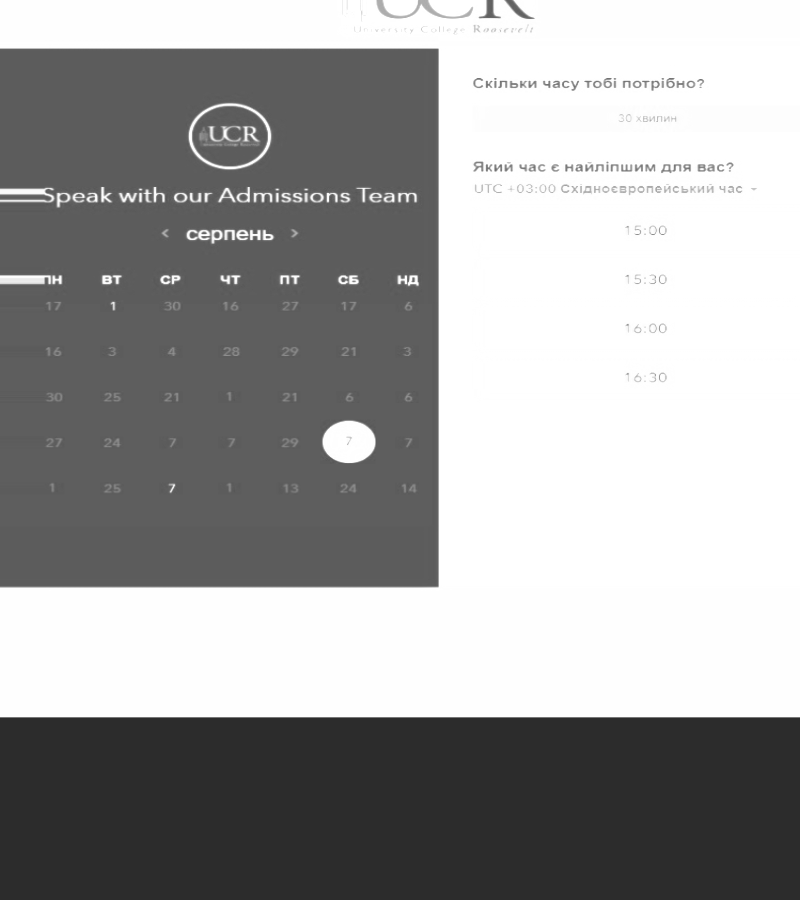 UCR
University College Roosevelt
UCR
Speak with our Admissions Team
< серпень >
ПН ВТ СР ЧТ ПТ СБ НД
17 1 30 16 27 17 6
16 3 4 28 29 21 3
30 25 21 1 21 6 6
27 24 7 7 29 7 7
1 25 7 1 13 24 14
Скільки часу тобі потрібно?
30 хвилин
Який час є найліпшим для вас?
UTC +03:00 Східноєвропейський час
15:00
15:30
16:00
16:30